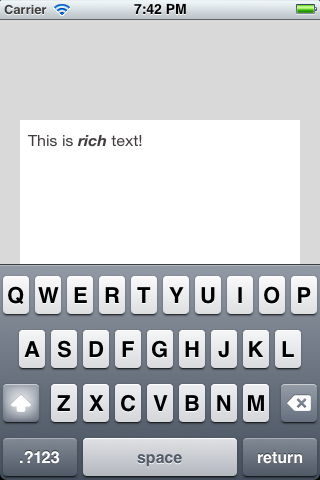 Carrier 7:42 PM
This is rich text!
Q W E R T Y U I O P
A S D F G H J K L
Z X C V B N M
.?123 space return